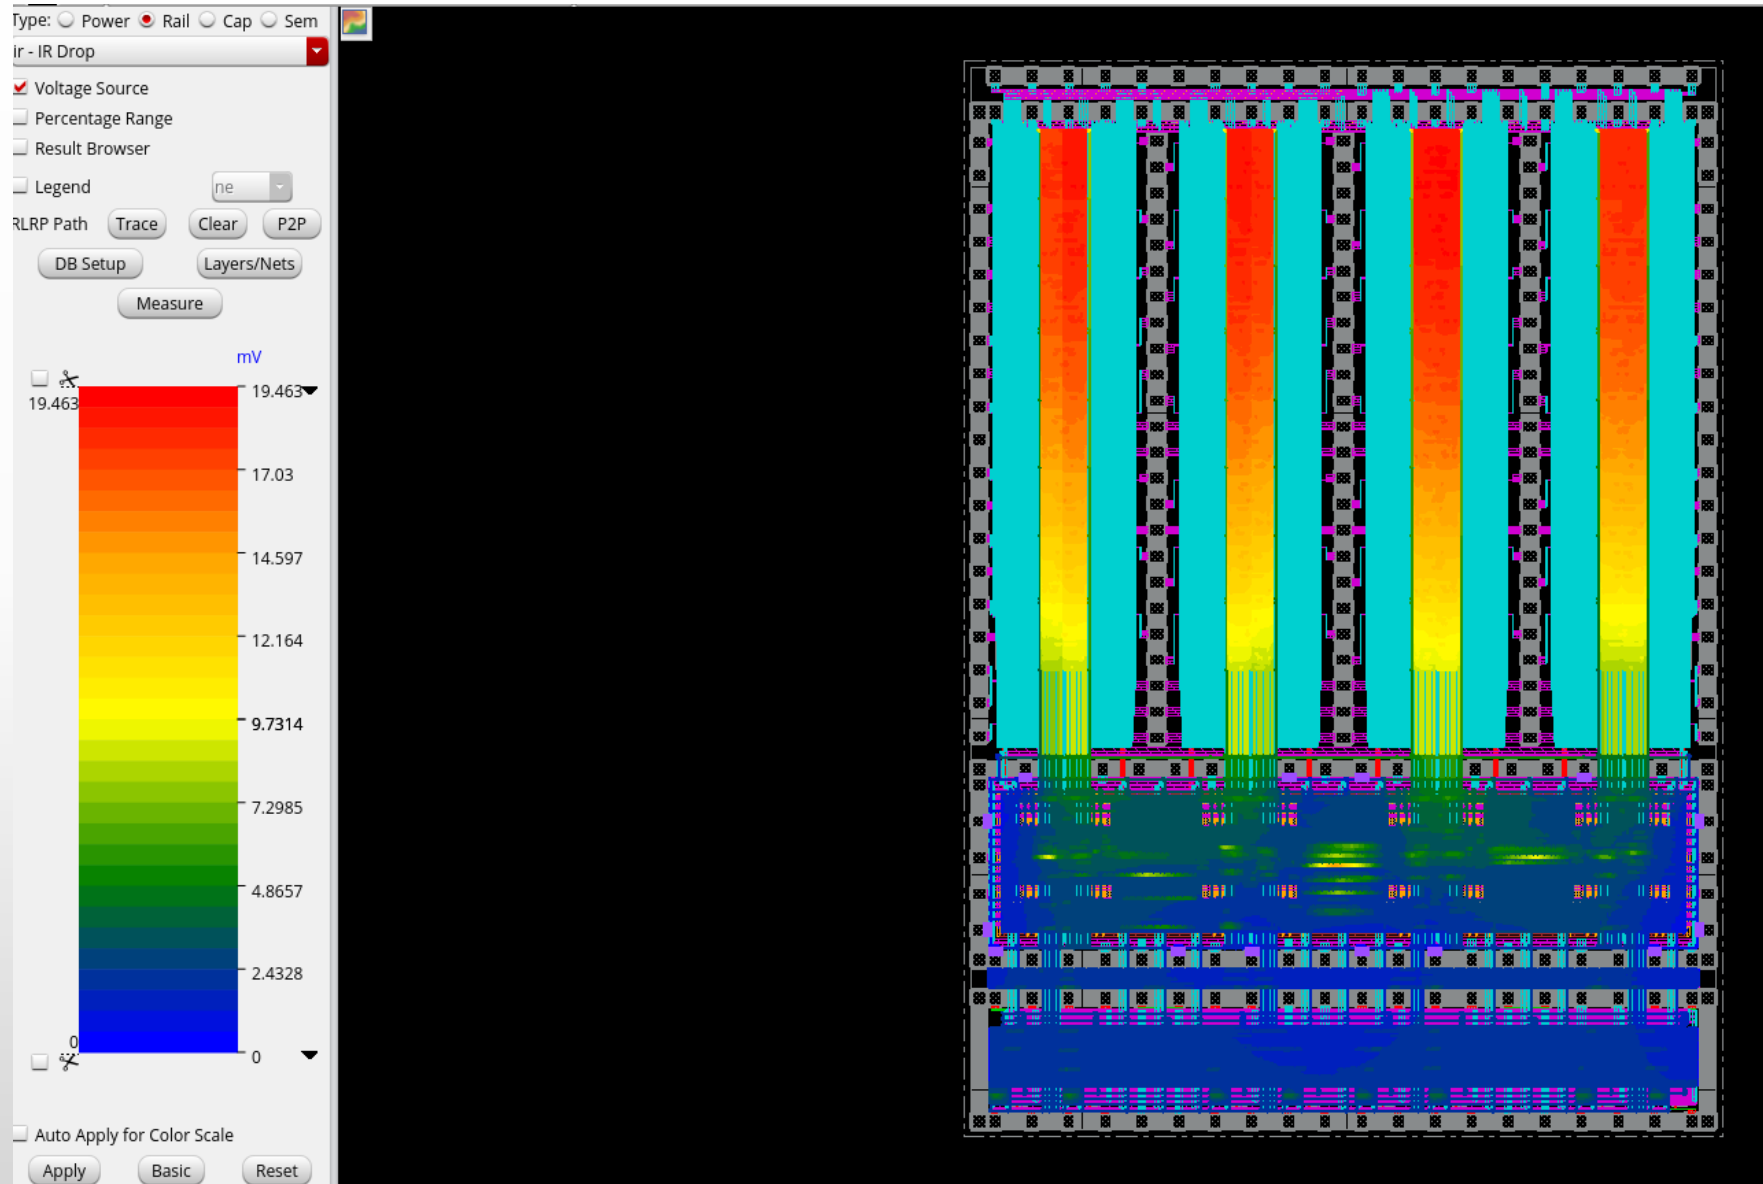 Type: Power Rail Cap Sem
ir - IR Drop
Voltage Source
Percentage Range
Result Browser
Legend ne
RLRP Path Trace Clear P2P
DB Setup Layers/Nets
Measure
mV
19.463
19.463
17.03
14.597
12.164
9.7314
7.2985
4.8657
2.4328
0
0
Auto Apply for Color Scale
Apply Basic Reset